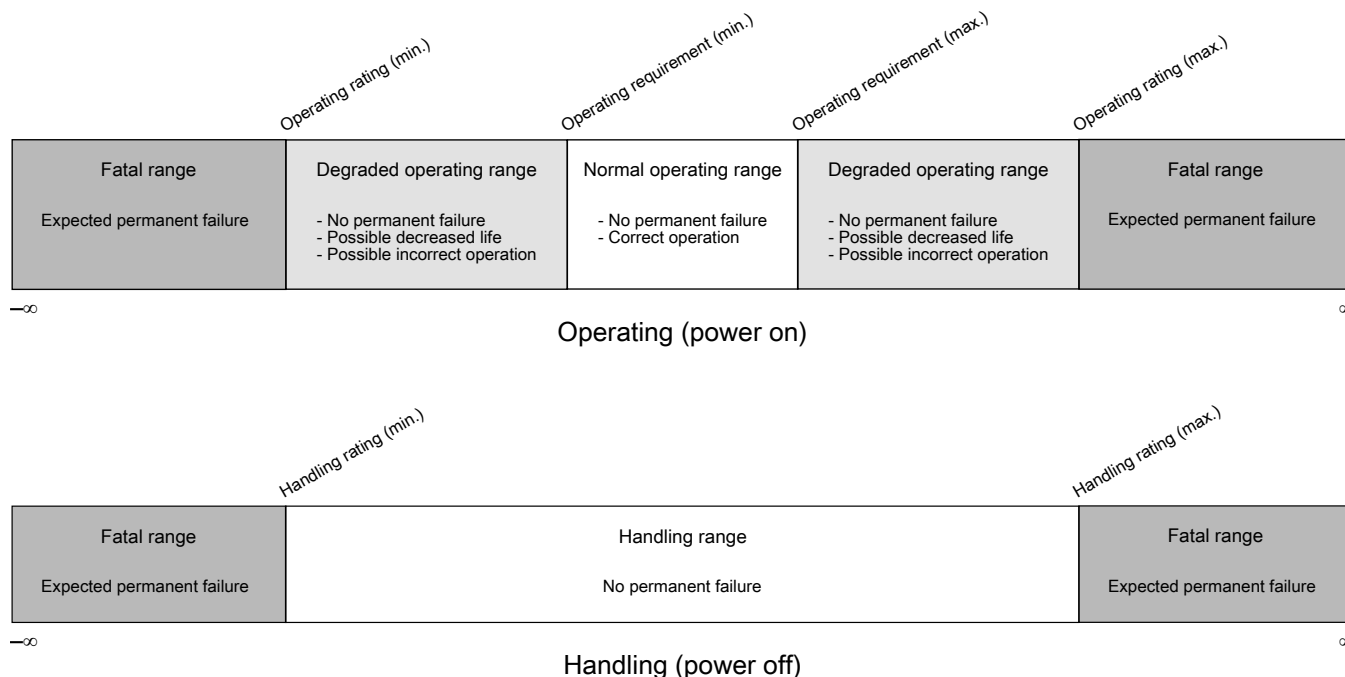 Operating rating (min.)
Operating requirement (min.)
Operating requirement (max.)
Operating rating (max.)
Fatal range
Expected permanent failure
Degraded operating range
- No permanent failure
- Possible decreased life
- Possible incorrect operation
Normal operating range
- No permanent failure
- Correct operation
Degraded operating range
- No permanent failure
- Possible decreased life
- Possible incorrect operation
Fatal range
Expected permanent failure
–∞
∞
Operating (power on)
Handling rating (min.)
Handling rating (max.)
Fatal range
Expected permanent failure
Handling range
No permanent failure
Fatal range
Expected permanent failure
–∞
∞
Handling (power off)